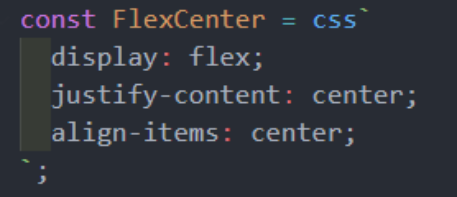 const FlexCenter = css`
  display: flex;
  justify-content: center;
  align-items: center;
`;